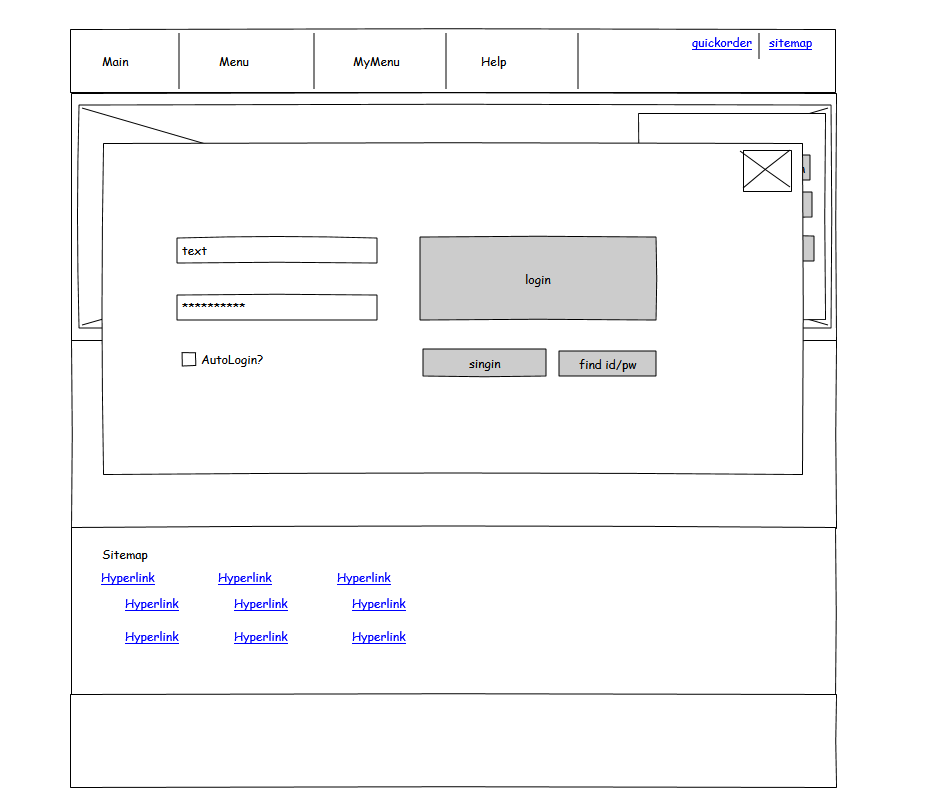 quickorder sitemap
Main Menu MyMenu Help
text
login
**********
AutoLogin?
singin find id/pw
Sitemap
Hyperlink Hyperlink Hyperlink
Hyperlink Hyperlink Hyperlink
Hyperlink Hyperlink Hyperlink